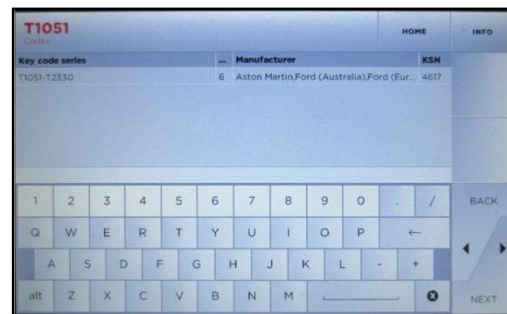 T1051
Codes
HOME
INFO
Key code series ... Manufacturer KSN
T1051-T2330 6 Aston Martin,Ford (Australia),Ford (Eur... 4617
1 2 3 4 5 6 7 8 9 0 . /
BACK
Q W E R T Y U I O P ←
A S D F G H J K L - +
alt Z X C V B N M
NEXT